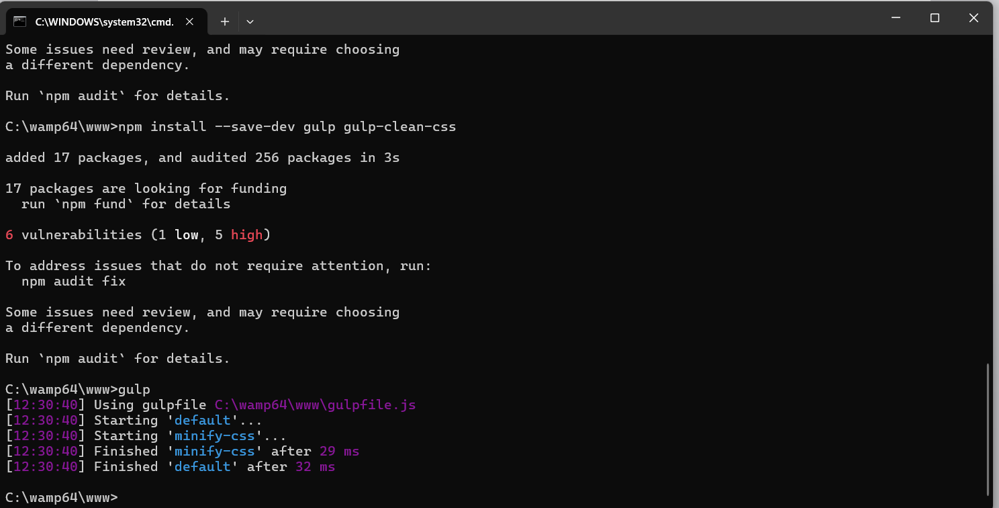 C:\WINDOWS\system32\cmd.
Some issues need review, and may require choosing
a different dependency.
Run `npm audit` for details.
C:\wamp64\www>npm install --save-dev gulp gulp-clean-css
added 17 packages, and audited 256 packages in 3s
17 packages are looking for funding
  run `npm fund` for details
6 vulnerabilities (1 low, 5 high)
To address issues that do not require attention, run:
  npm audit fix
Some issues need review, and may require choosing
a different dependency.
Run `npm audit` for details.
C:\wamp64\www>gulp
[12:30:40] Using gulpfile C:\wamp64\www\gulpfile.js
[12:30:40] Starting 'default'...
[12:30:40] Starting 'minify-css'...
[12:30:40] Finished 'minify-css' after 29 ms
[12:30:40] Finished 'default' after 32 ms
C:\wamp64\www>